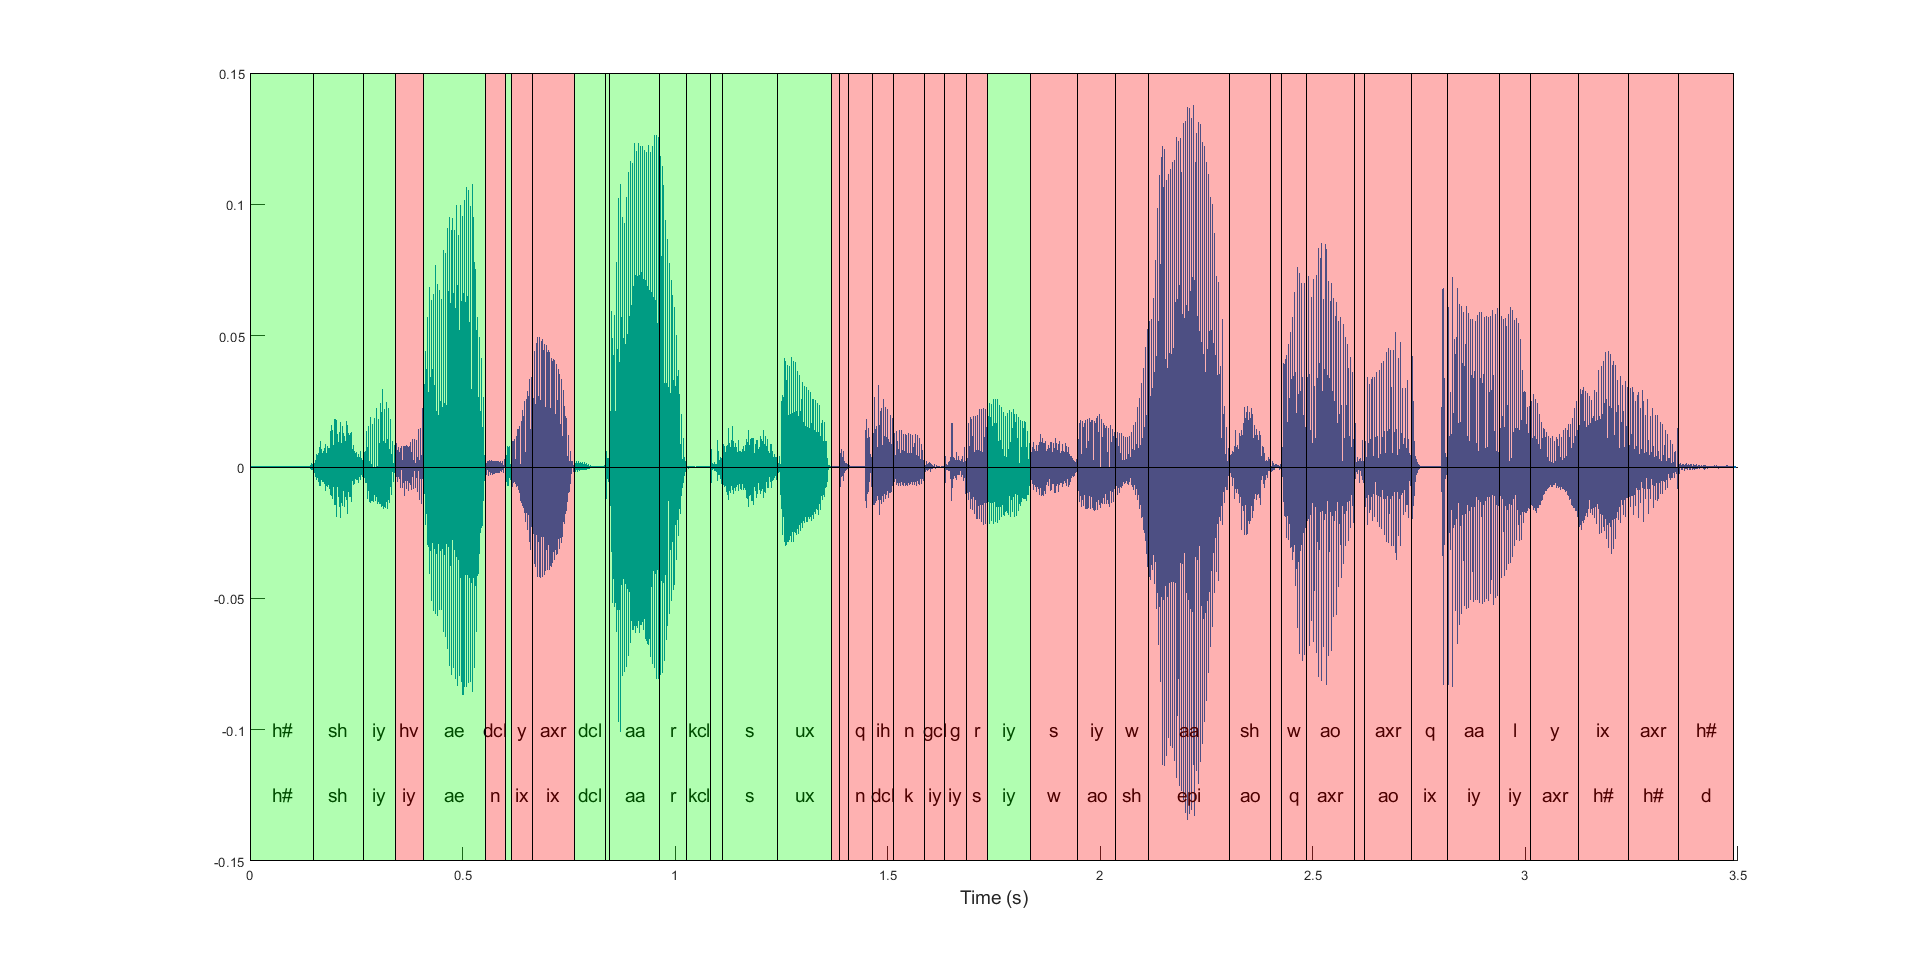 0.15
0.1
0.05
0
-0.05
-0.1
-0.15
h# sh iy hv ae dcl y axr dcl aa r kcl s ux q ih n gcl g r iy s iy w aa sh w ao axr q aa l y ix axr h#
h# sh iy iy ae n ix ix dcl aa r kcl s ux n dcl k iy iy s iy w ao sh epi ao q axr ao ix iy iy axr h# h# d
0 0.5 1 1.5 2 2.5 3 3.5
Time (s)